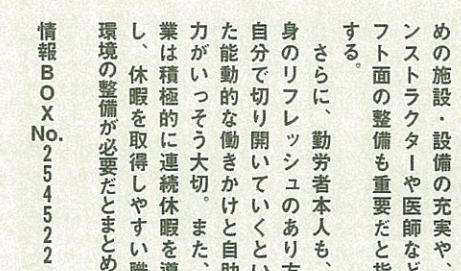 めの施設・設備の充実や、
ンストラクターや医師など
フト面の整備も重要だと指
する。
さらに、勤労者本人も、
身のリフレッシュのあり方
自分で切り開いていくとい
た能動的な働きかけと自助
力がいっそう大切。また、
業は積極的に連続休暇を導
し、休暇を取得しやすい職
環境の整備が必要だとまとめ
情報BOX No.254522